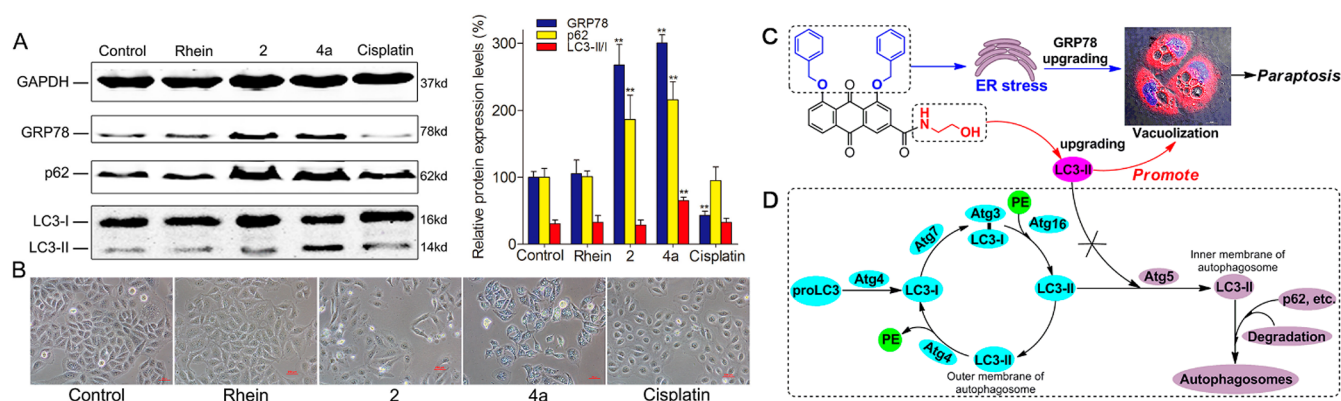 A
Control Rhein 2 4a Cisplatin
GAPDH 37kd
GRP78 78kd
p62 62kd
LC3-I 16kd
LC3-II 14kd
Relative protein expression levels (%)
300
200
100
0
GRP78
p62
LC3-II/I
** ** ** ** ** **
Control Rhein 2 4a Cisplatin
B
Control Rhein 2 4a Cisplatin
C
O O
O
O
O
H
N
OH
ER stress
GRP78
upgrading
Vacuolization
Paraptosis
upgrading
LC3-II
Promote
D
proLC3
Atg4
LC3-I
Atg7
Atg3
LC3-I
PE
Atg16
LC3-II
Atg4
PE
LC3-II
Outer membrane of
autophagosome
Atg5
Inner membrane of
autophagosome
LC3-II
p62, etc.
Degradation
Autophagosomes